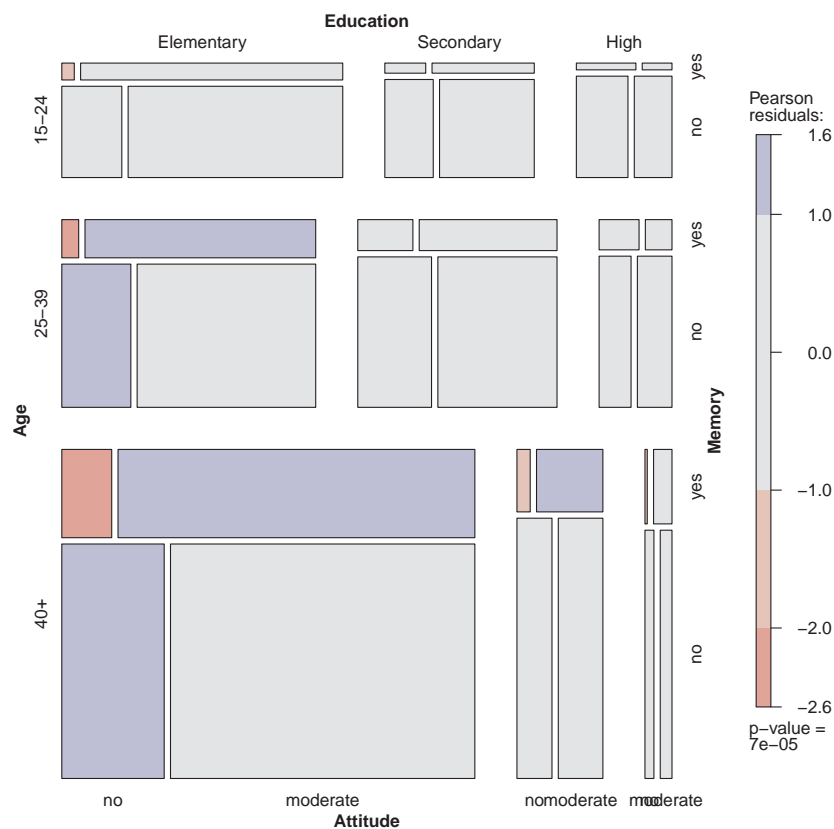 Education
Elementary Secondary High
Age
15−24
25−39
40+
yes
no
yes
no
yes
no
Memory
no moderate nomoderate no moderate
Attitude
Pearson
residuals:
1.6
1.0
0.0
−1.0
−2.0
−2.6
p−value =
7e−05